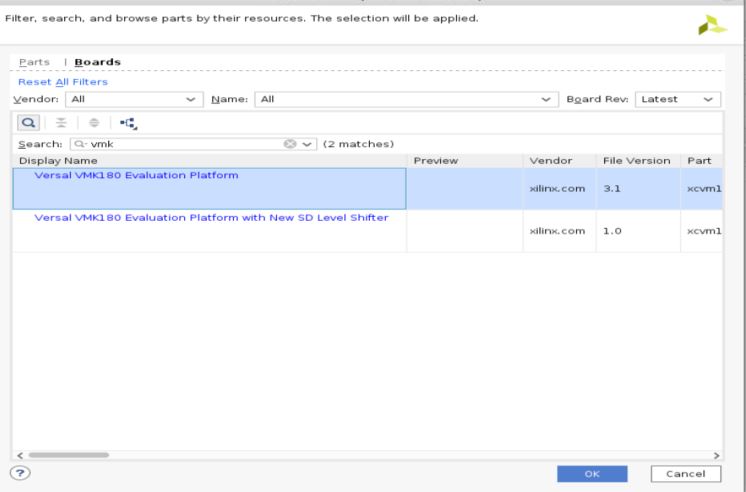 Filter, search, and browse parts by their resources. The selection will be applied.
Parts | Boards
Reset All Filters
Vendor: All Name: All Board Rev: Latest
Search: vmk (2 matches)
Display Name Preview Vendor File Version Part
Versal VMK180 Evaluation Platform
xilinx.com 3.1 xcvm1
Versal VMK180 Evaluation Platform with New SD Level Shifter
xilinx.com 1.0 xcvm1
? OK Cancel